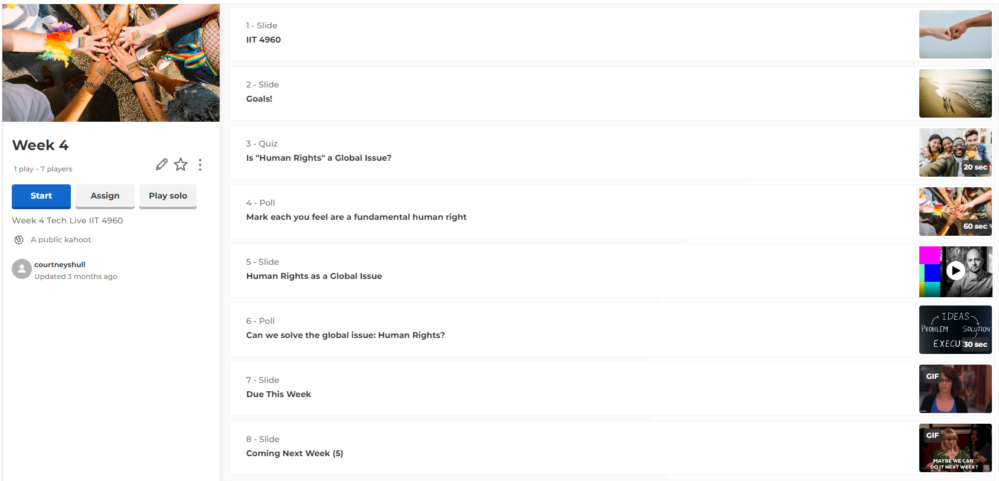 Week 4
1 play • 7 players
Start
Assign
Play solo
Week 4 Tech Live IIT 4960
A public kahoot
courtneyshull
Updated 3 months ago
1 - Slide
IIT 4960
2 - Slide
Goals!
3 - Quiz
Is "Human Rights" a Global Issue?
20 sec
4 - Poll
Mark each you feel are a fundamental human right
60 sec
5 - Slide
Human Rights as a Global Issue
6 - Poll
Can we solve the global issue: Human Rights?
IDEAS
PROBLEM SOLUTION
EXECU
30 sec
7 - Slide
Due This Week
GIF
8 - Slide
Coming Next Week (5)
GIF
MAYBE WE CAN
DO IT NEXT WEEK?